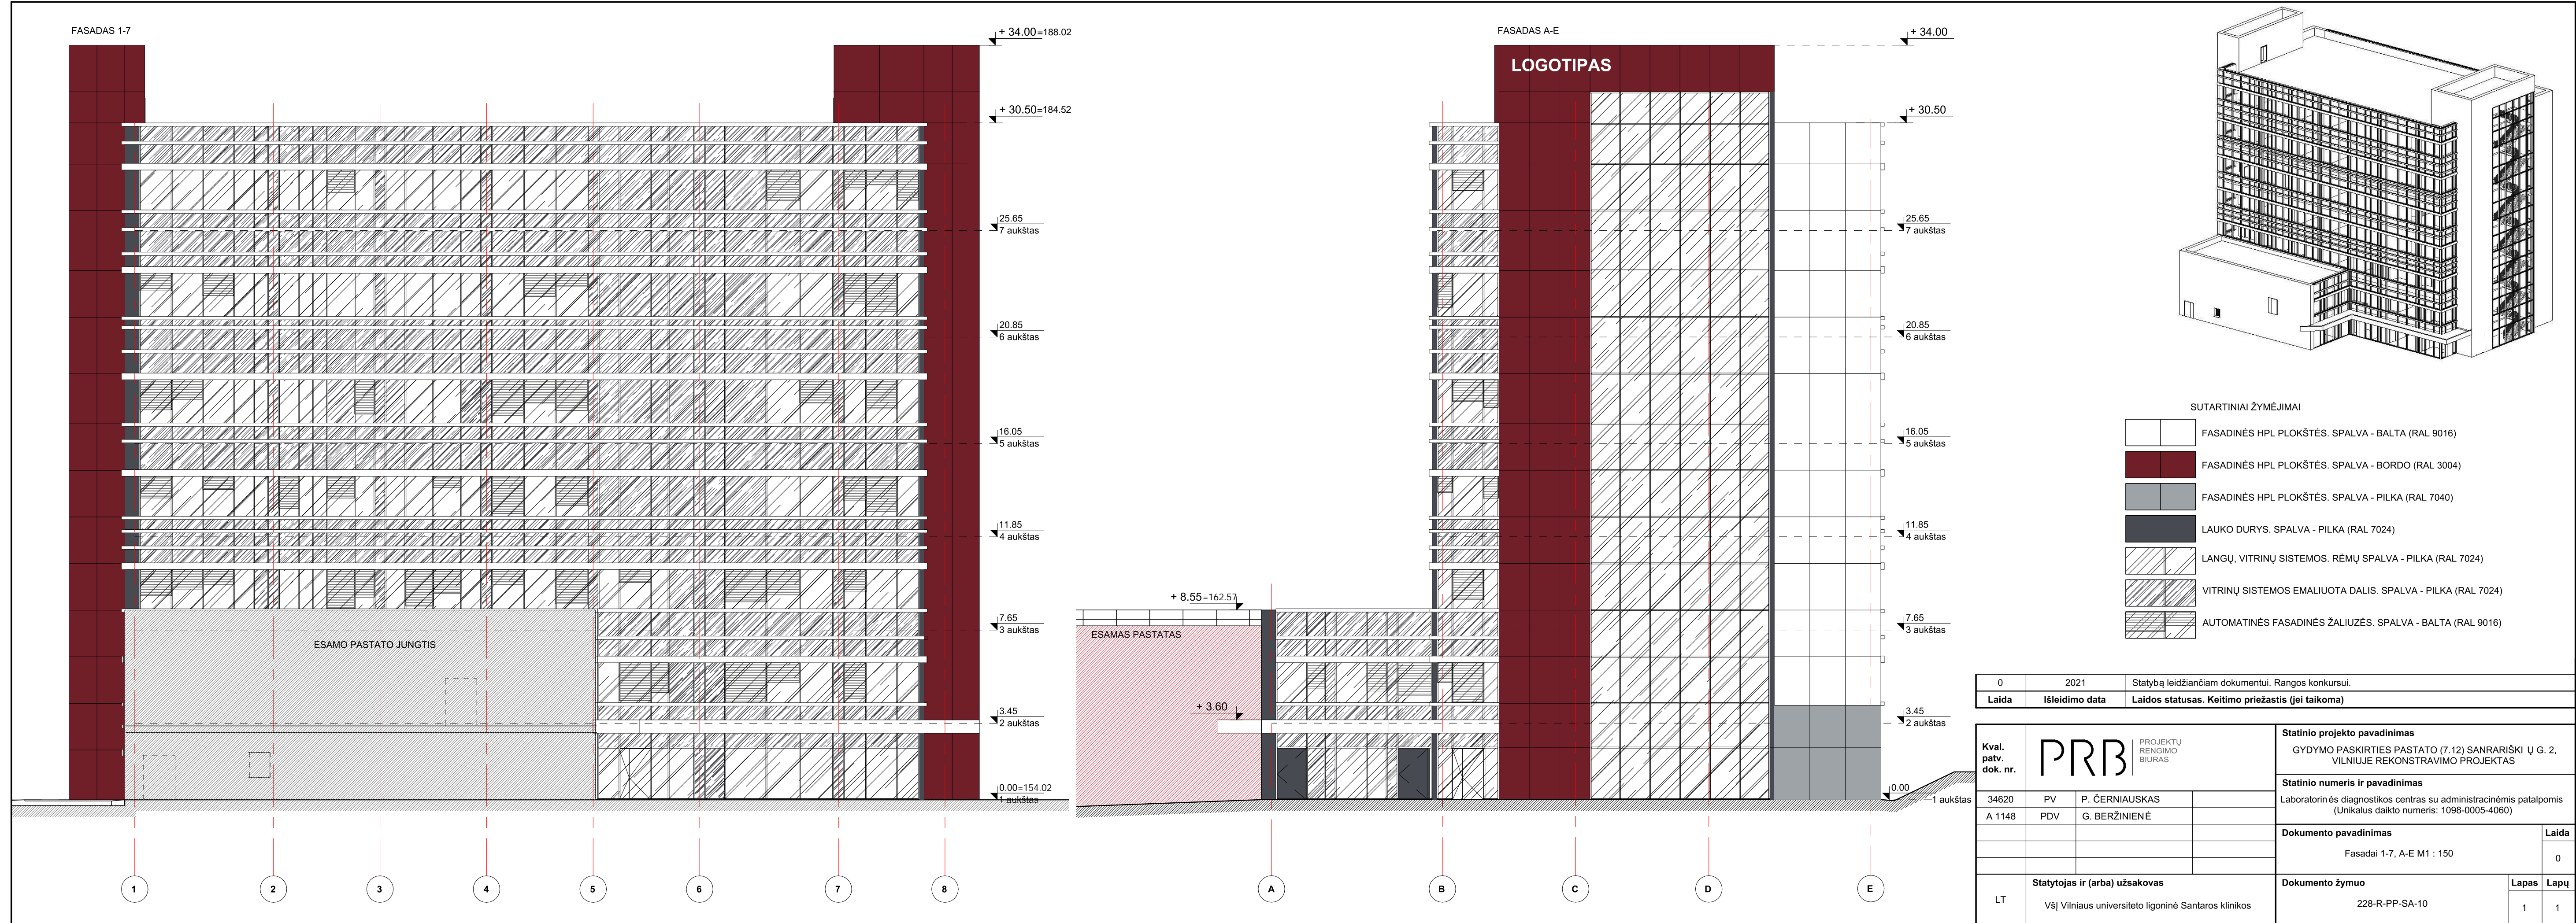 FASADAS 1-7
+ 34.00=188.02
+ 30.50=184.52
25.65
7 aukštas
20.85
6 aukštas
16.05
5 aukštas
11.85
4 aukštas
7.65
3 aukštas
3.45
2 aukštas
0.00=154.02
1 aukštas
ESAMO PASTATO JUNGTIS
1
2
3
4
5
6
7
8
FASADAS A-E
LOGOTIPAS
+ 34.00
+ 30.50
25.65
7 aukštas
20.85
6 aukštas
16.05
5 aukštas
11.85
4 aukštas
7.65
3 aukštas
3.45
2 aukštas
0.00
1 aukštas
+ 8.55=162.57
ESAMAS PASTATAS
+ 3.60
A
B
C
D
E
SUTARTINIAI ŽYMĖJIMAI
FASADINĖS HPL PLOKŠTĖS. SPALVA - BALTA (RAL 9016)
FASADINĖS HPL PLOKŠTĖS. SPALVA - BORDO (RAL 3004)
FASADINĖS HPL PLOKŠTĖS. SPALVA - PILKA (RAL 7040)
LAUKO DURYS. SPALVA - PILKA (RAL 7024)
LANGŲ, VITRINŲ SISTEMOS. RĖMŲ SPALVA - PILKA (RAL 7024)
VITRINŲ SISTEMOS EMALIUOTA DALIS. SPALVA - PILKA (RAL 7024)
AUTOMATINĖS FASADINĖS ŽALIUZĖS. SPALVA - BALTA (RAL 9016)
0 2021 Statybą leidžiančiam dokumentui. Rangos konkursui.
Laida Išleidimo data Laidos statusas. Keitimo priežastis (jei taikoma)
Kval.
patv.
dok. nr.
PRB
PROJEKTŲ
RENGIMO
BIURAS
Statinio projekto pavadinimas
GYDYMO PASKIRTIES PASTATO (7.12) SANRARIŠKI Ų G. 2,
VILNIUJE REKONSTRAVIMO PROJEKTAS
Statinio numeris ir pavadinimas
Laboratorinės diagnostikos centras su administracinėmis patalpomis
(Unikalus daikto numeris: 1098-0005-4060)
34620 PV P. ČERNIAUSKAS
A 1148 PDV G. BERŽINIENĖ
Dokumento pavadinimas
Laida
Fasadai 1-7, A-E M1 : 150
0
LT
Statytojas ir (arba) užsakovas
VšĮ Vilniaus universiteto ligoninė Santaros klinikos
Dokumento žymuo
Lapas Lapų
228-R-PP-SA-10
1 1